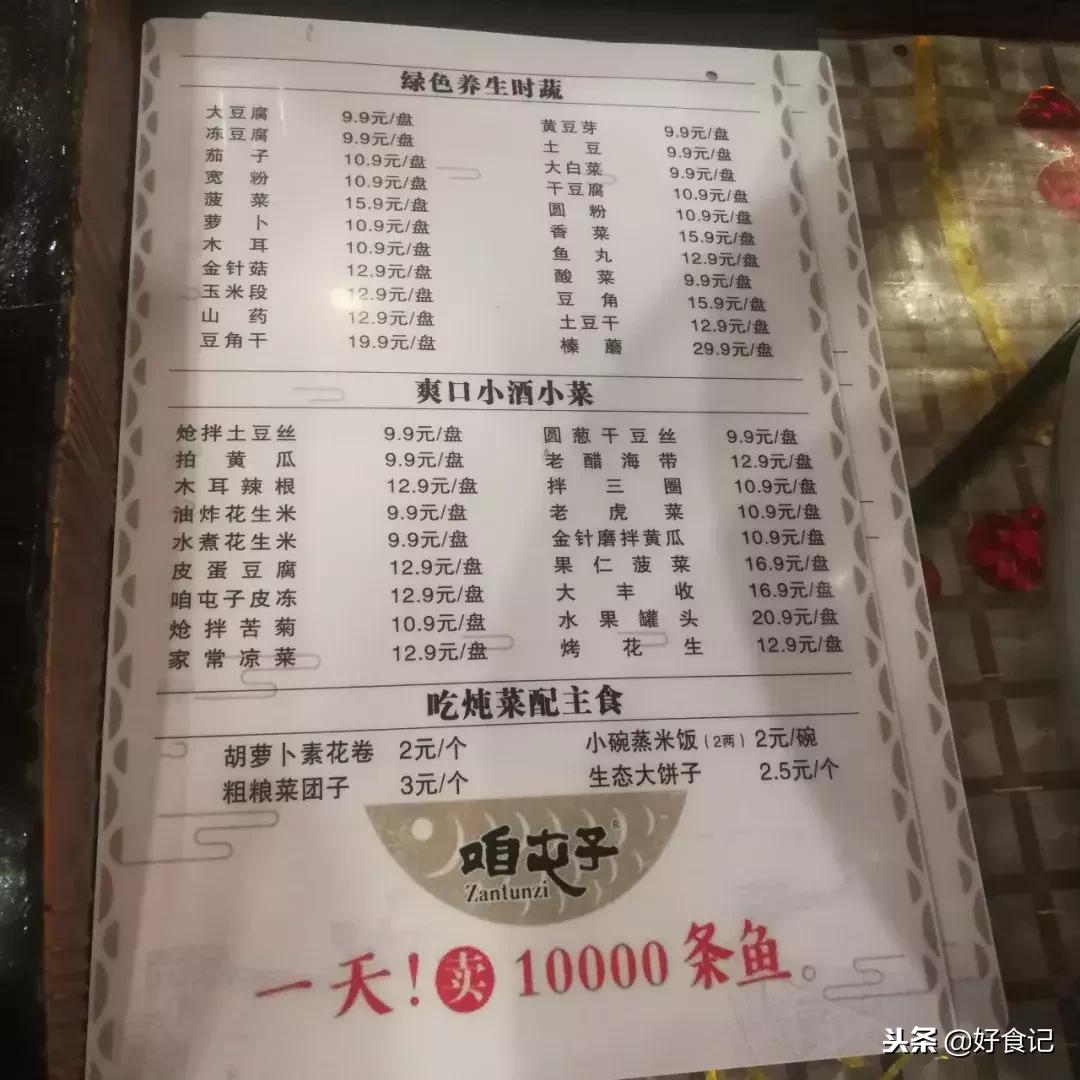 绿色养生时蔬
大豆腐 9.9元/盘 黄豆芽 9.9元/盘
冻豆腐 9.9元/盘 土豆 9.9元/盘
茄子 10.9元/盘 大白菜 9.9元/盘
宽粉 10.9元/盘 干豆腐 10.9元/盘
菠菜 15.9元/盘 圆粉 10.9元/盘
萝卜 10.9元/盘 香菜 15.9元/盘
木耳 10.9元/盘 鱼丸 12.9元/盘
金针菇 12.9元/盘 酸菜 9.9元/盘
玉米段 12.9元/盘 豆角 15.9元/盘
山药 12.9元/盘 土豆干 12.9元/盘
豆角干 19.9元/盘 榛蘑 29.9元/盘
爽口小酒小菜
炝拌土豆丝 9.9元/盘 圆葱干豆丝 9.9元/盘
拍黄瓜 9.9元/盘 老醋海带 12.9元/盘
木耳辣根 12.9元/盘 拌三圈 10.9元/盘
油炸花生米 9.9元/盘 老虎菜 10.9元/盘
水煮花生米 9.9元/盘 金针磨拌黄瓜 10.9元/盘
皮蛋豆腐 12.9元/盘 果仁菠菜 16.9元/盘
咱屯子皮冻 12.9元/盘 大丰收 16.9元/盘
炝拌苦菊 10.9元/盘 水果罐头 20.9元/盘
家常凉菜 12.9元/盘 烤花生 12.9元/盘
吃炖菜配主食
胡萝卜素花卷 2元/个 小碗蒸米饭(2两) 2元/碗
粗粮菜团子 3元/个 生态大饼子 2.5元/个
咱屯子®
Zantunzi
一天!卖10000条鱼。
头条 @好食记